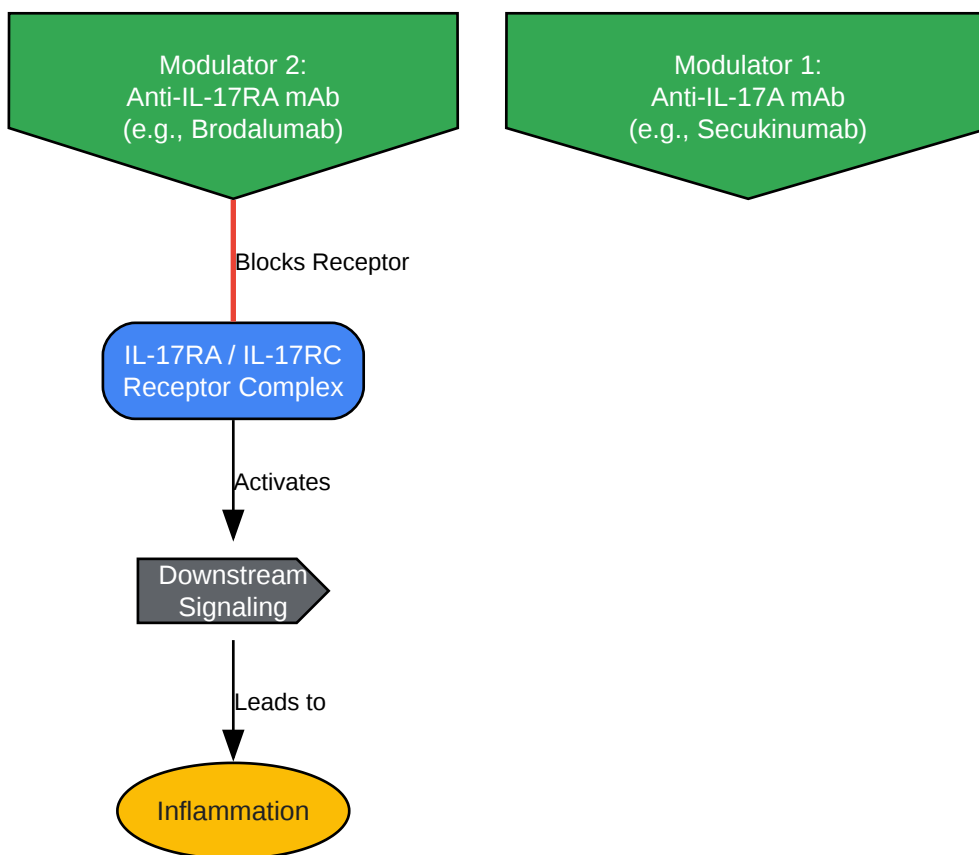 Modulator 2:
Anti-IL-17RA mAb
(e.g., Brodalumab)
Modulator 1:
Anti-IL-17A mAb
(e.g., Secukinumab)
Blocks Receptor
IL-17RA / IL-17RC
Receptor Complex
Activates
Downstream
Signaling
Leads to
Inflammation